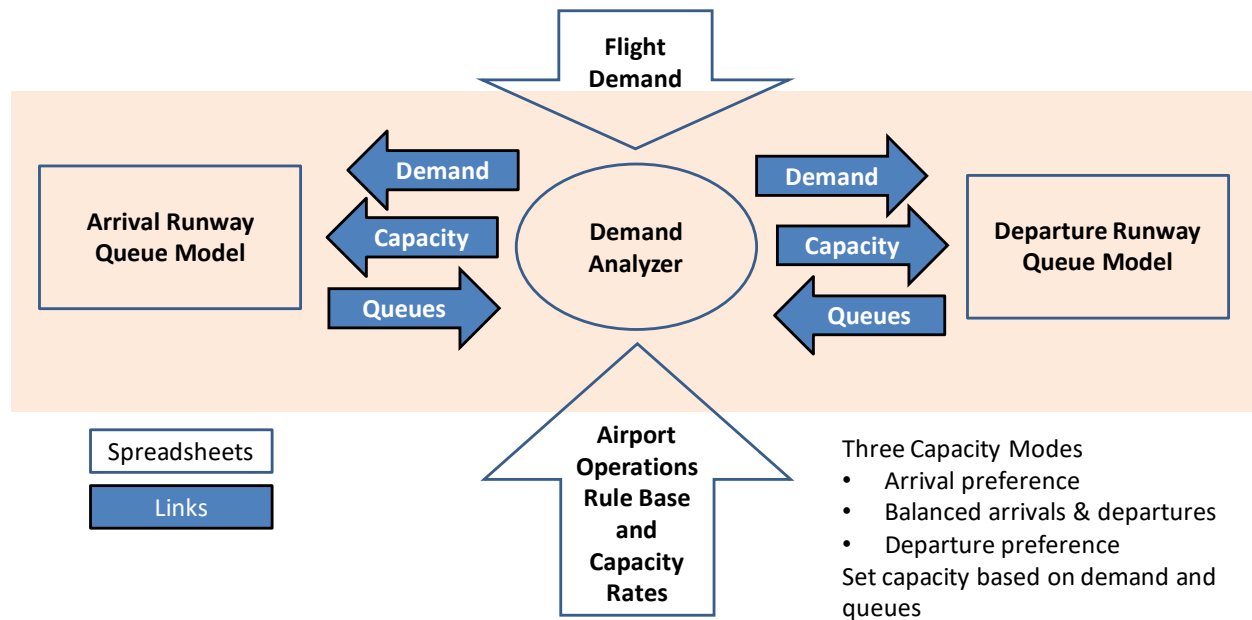 Flight
Demand
Demand
Capacity
Queues
Arrival Runway
Queue Model
Demand
Analyzer
Demand
Capacity
Queues
Departure Runway
Queue Model
Airport
Operations
Rule Base
and
Capacity
Rates
Spreadsheets
Links
Three Capacity Modes
• Arrival preference
• Balanced arrivals & departures
• Departure preference
Set capacity based on demand and
queues